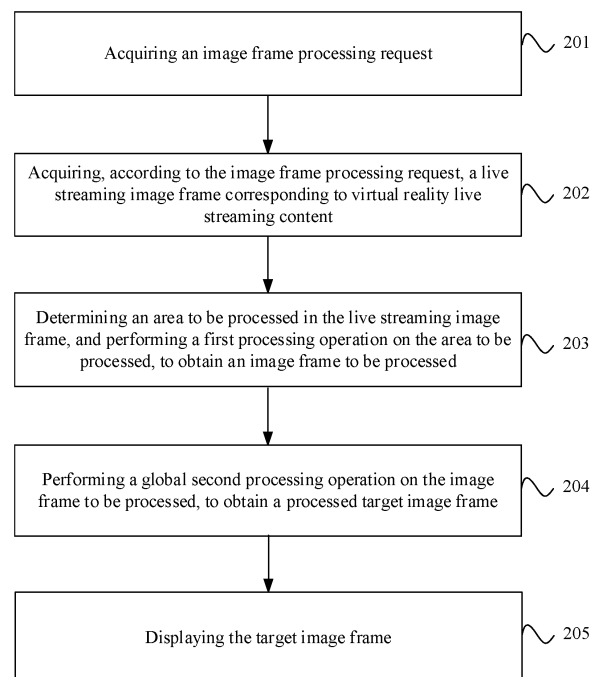 Acquiring an image frame processing request
201
Acquiring, according to the image frame processing request, a live
streaming image frame corresponding to virtual reality live
streaming content
202
Determining an area to be processed in the live streaming image
frame, and performing a first processing operation on the area to be
processed, to obtain an image frame to be processed
203
Performing a global second processing operation on the image
frame to be processed, to obtain a processed target image frame
204
Displaying the target image frame
205